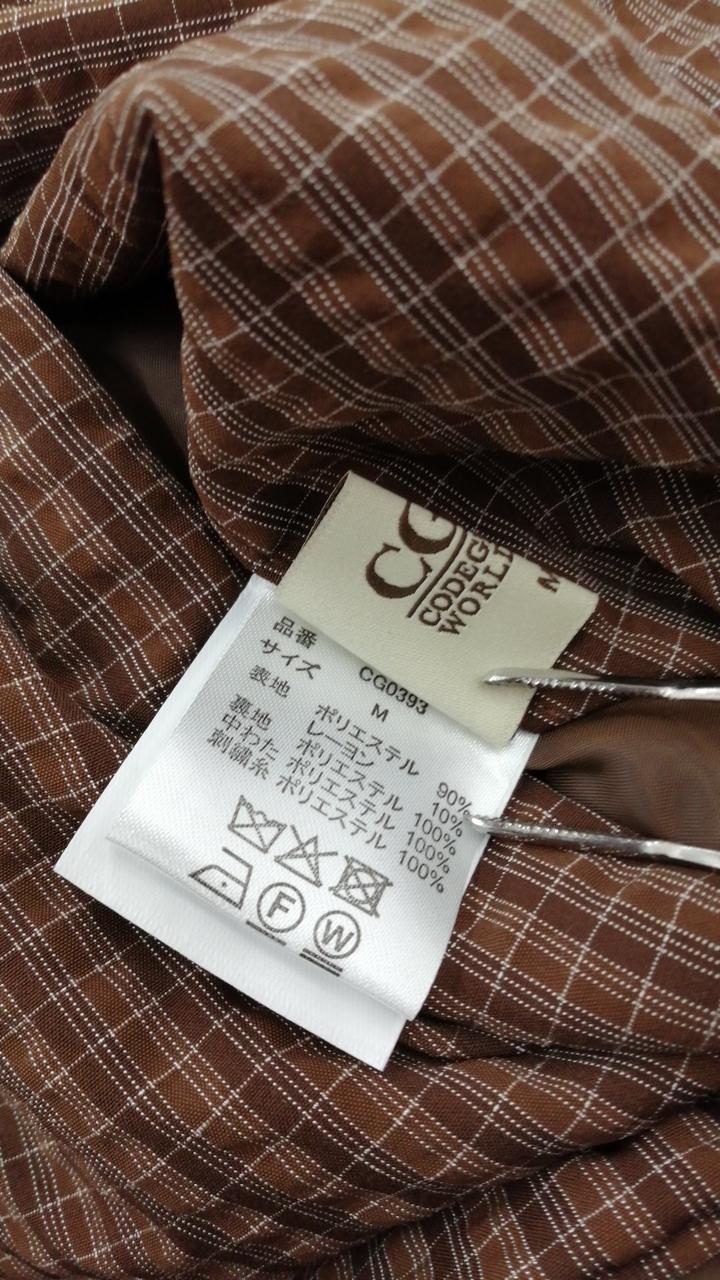 CG
CODEG
WORLD
M
品番 CG0393
サイズ M
表地 ポリエステル 90%
レーヨン 10%
裏地 ポリエステル 100%
中わた ポリエステル 100%
刺繍糸 ポリエステル 100%
F W